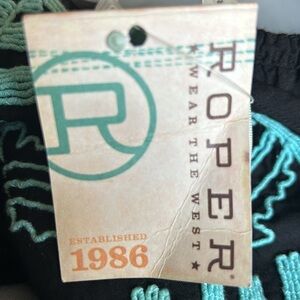 R
ROPER®
★ WEAR THE WEST ★
ESTABLISHED
1986